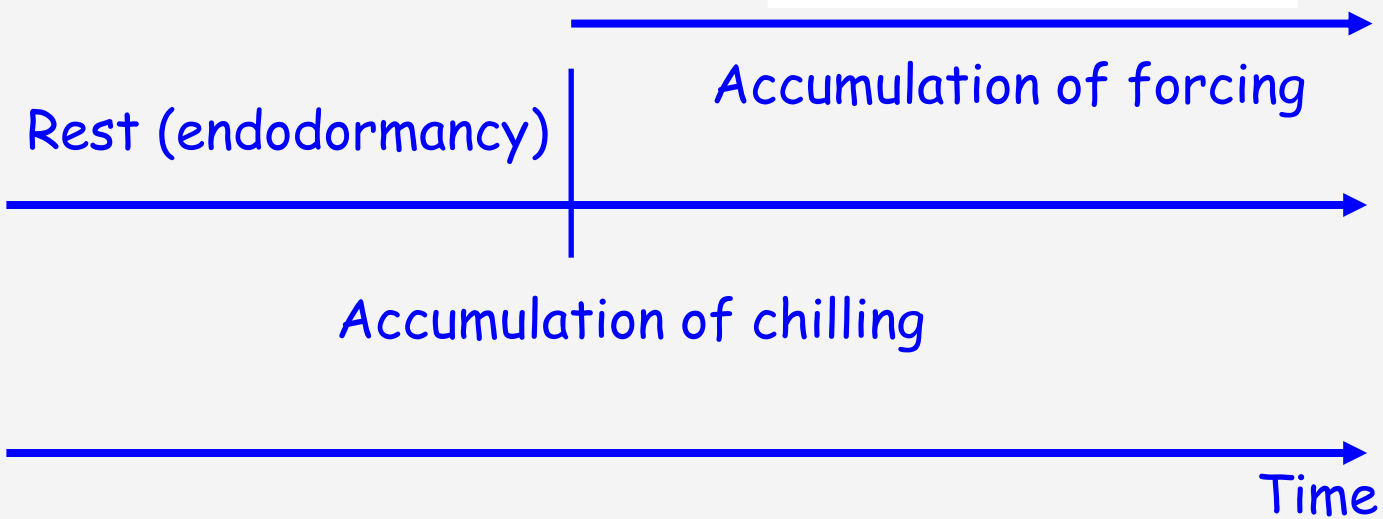 Accumulation of forcing
Rest (endodormancy)
Accumulation of chilling
Time